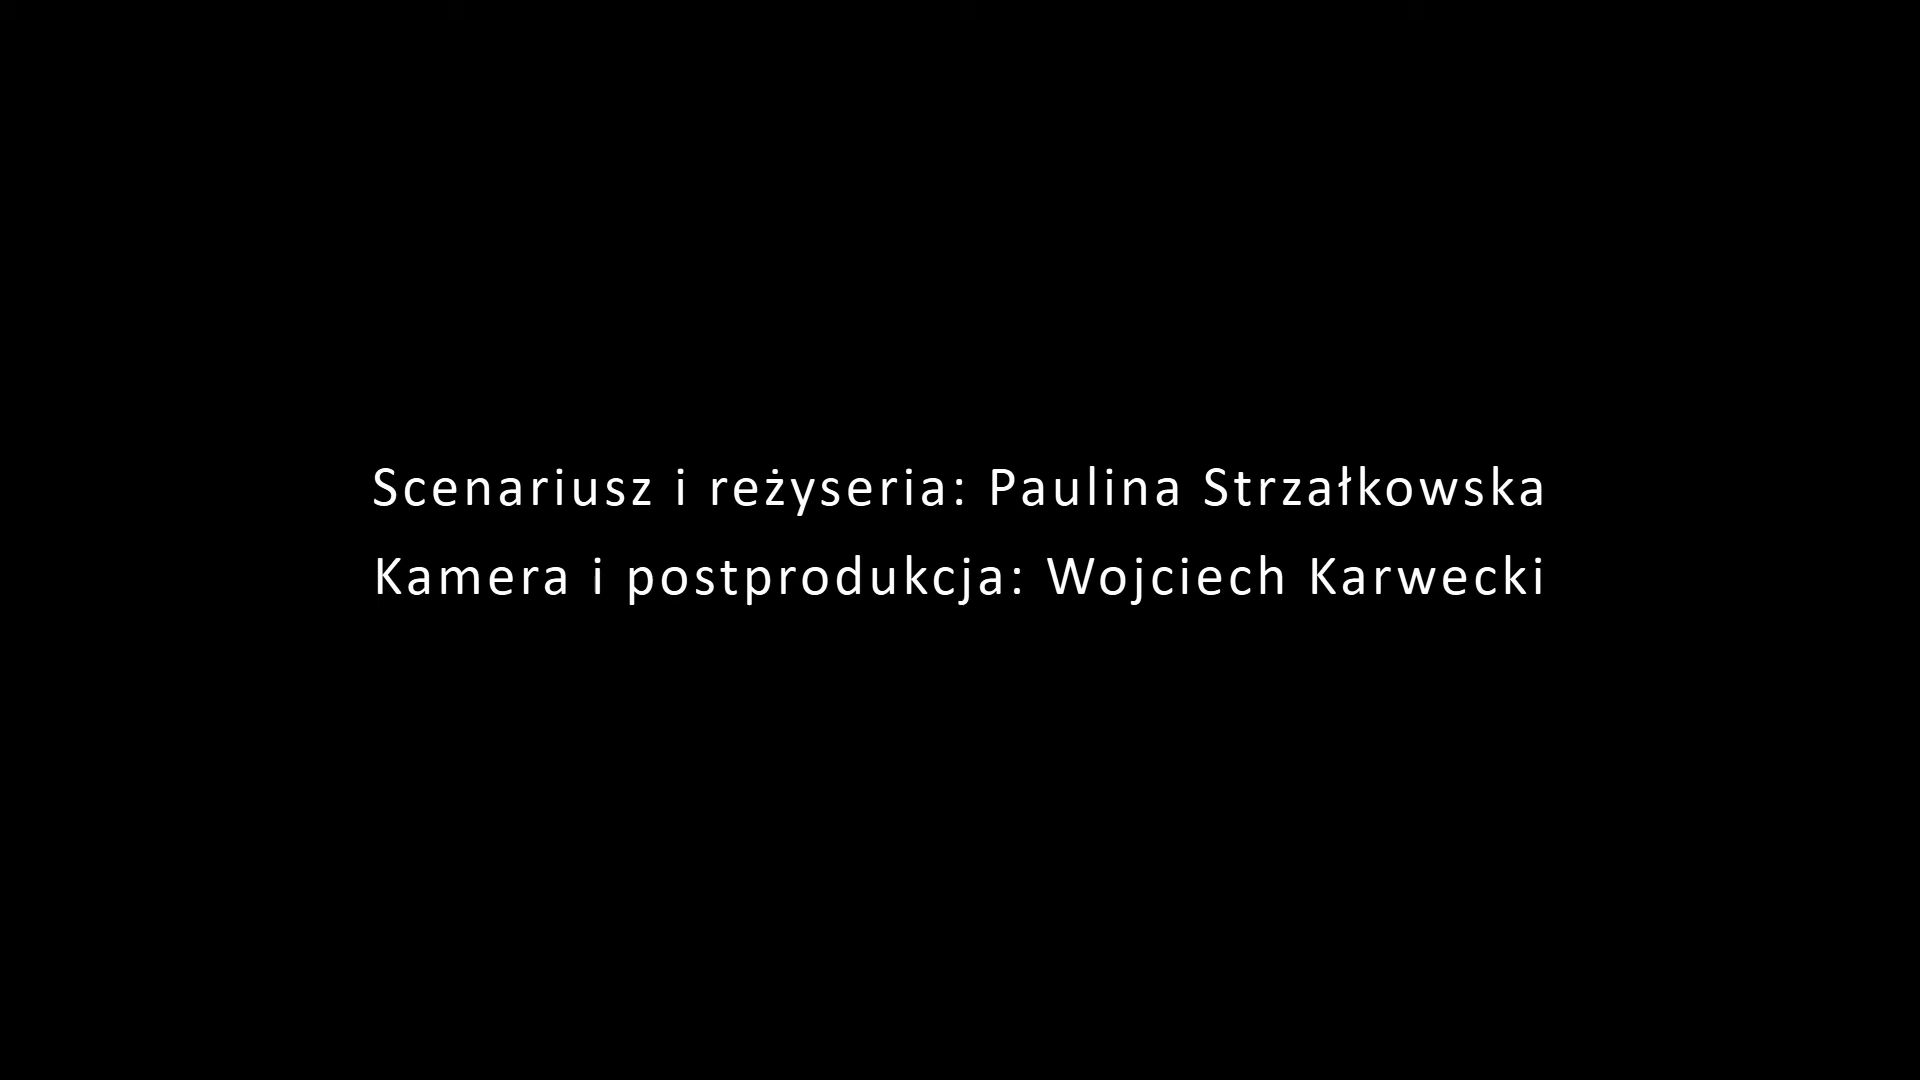 Scenariusz i reżyseria: Paulina Strzałkowska
Kamera i postprodukcja: Wojciech Karwecki